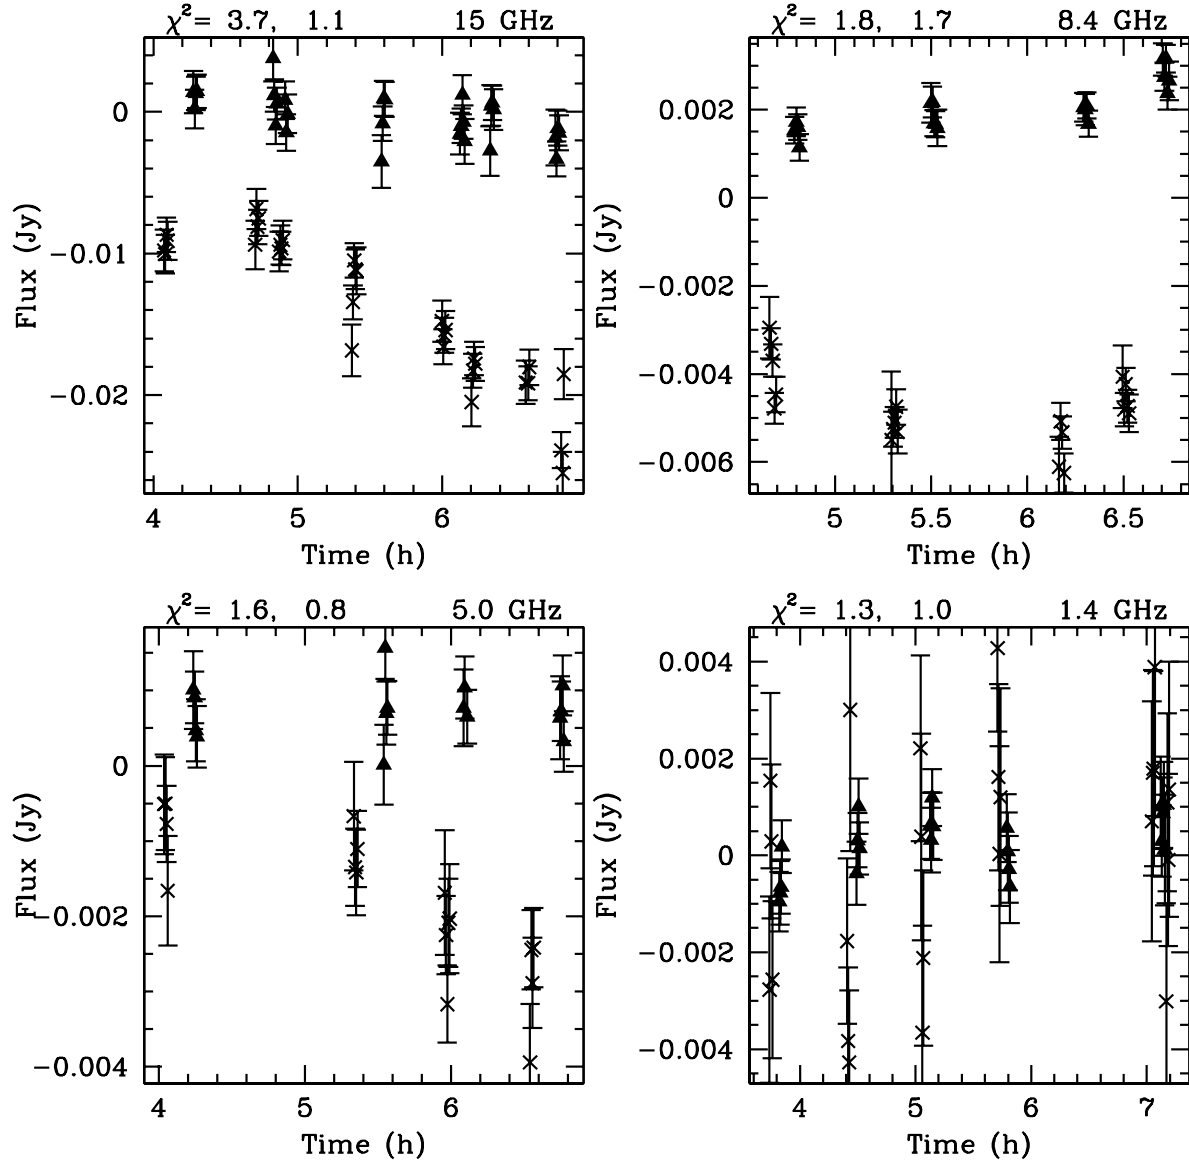 χ²= 3.7, 1.1 15 GHz
0
−0.01
−0.02
Flux (Jy)
4 5 6
Time (h)
χ²= 1.8, 1.7 8.4 GHz
0.002
0
−0.002
−0.004
−0.006
Flux (Jy)
5 5.5 6 6.5
Time (h)
χ²= 1.6, 0.8 5.0 GHz
0
−0.002
−0.004
Flux (Jy)
4 5 6
Time (h)
χ²= 1.3, 1.0 1.4 GHz
0.004
0.002
0
−0.002
−0.004
Flux (Jy)
4 5 6 7
Time (h)